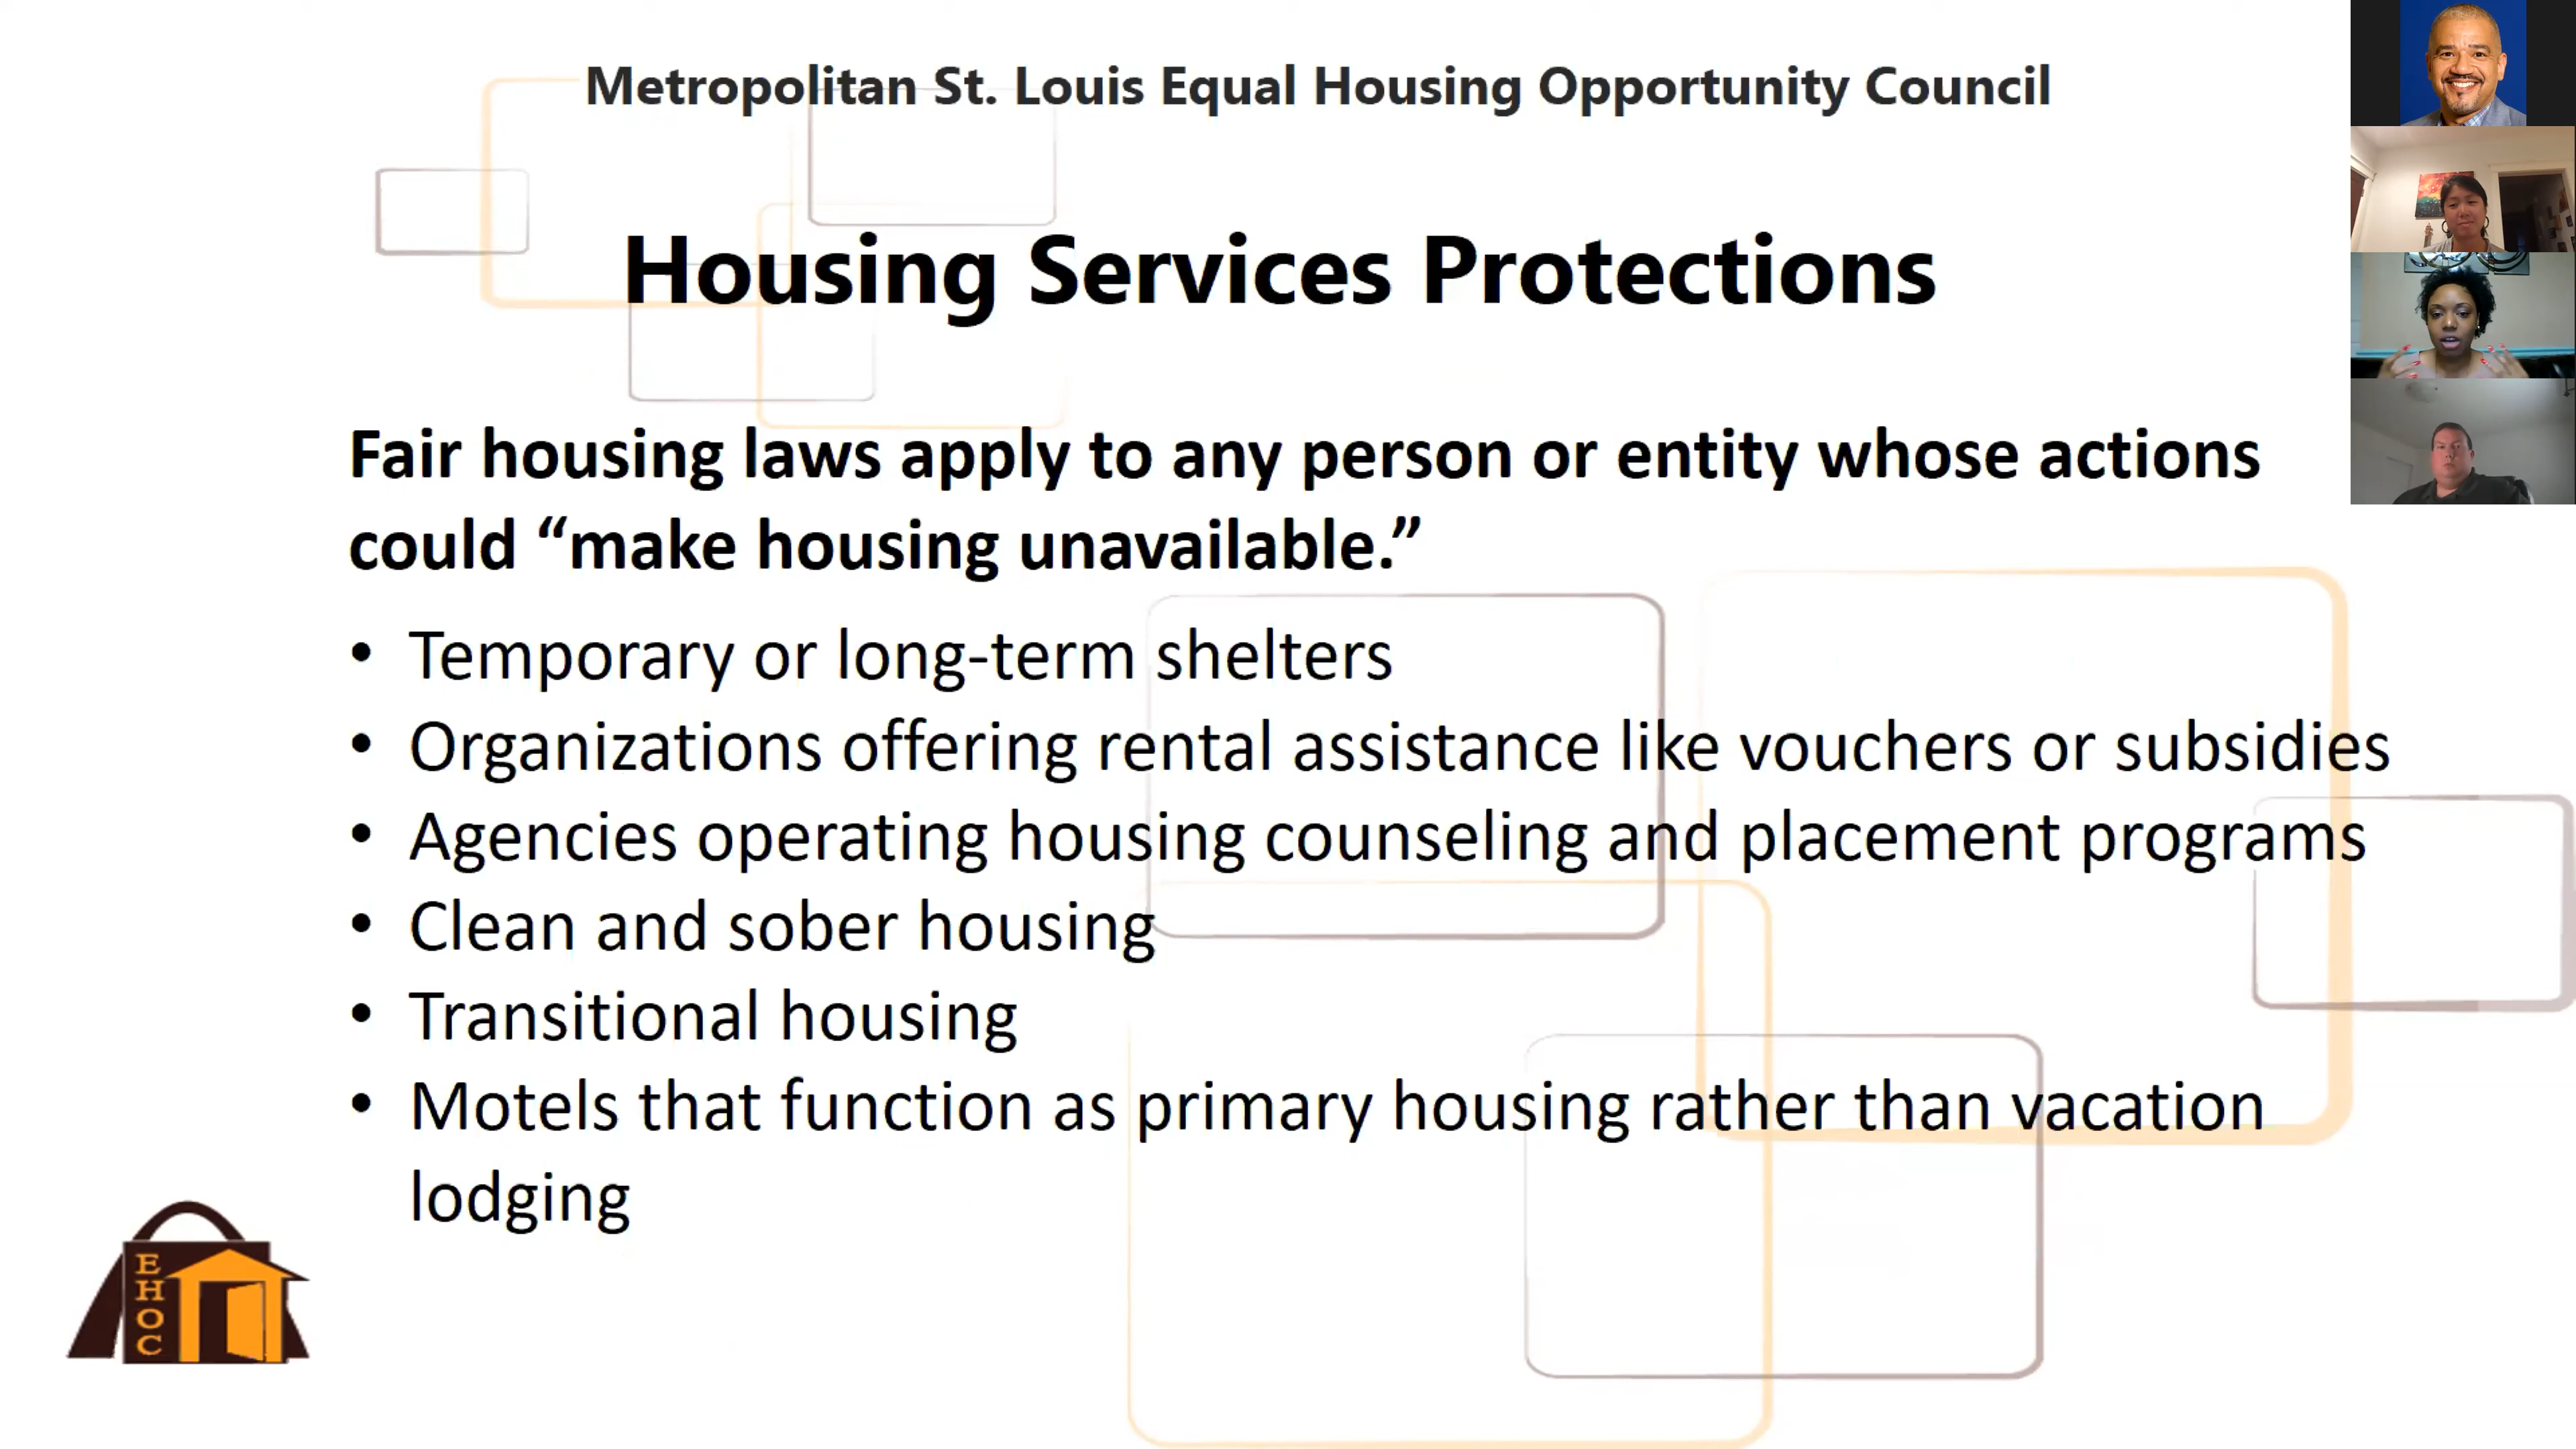 Metropolitan St. Louis Equal Housing Opportunity Council
Housing Services Protections
Fair housing laws apply to any person or entity whose actions
could “make housing unavailable.”
• Temporary or long-term shelters
• Organizations offering rental assistance like vouchers or subsidies
• Agencies operating housing counseling and placement programs
• Clean and sober housing
• Transitional housing
• Motels that function as primary housing rather than vacation
lodging
EHOC